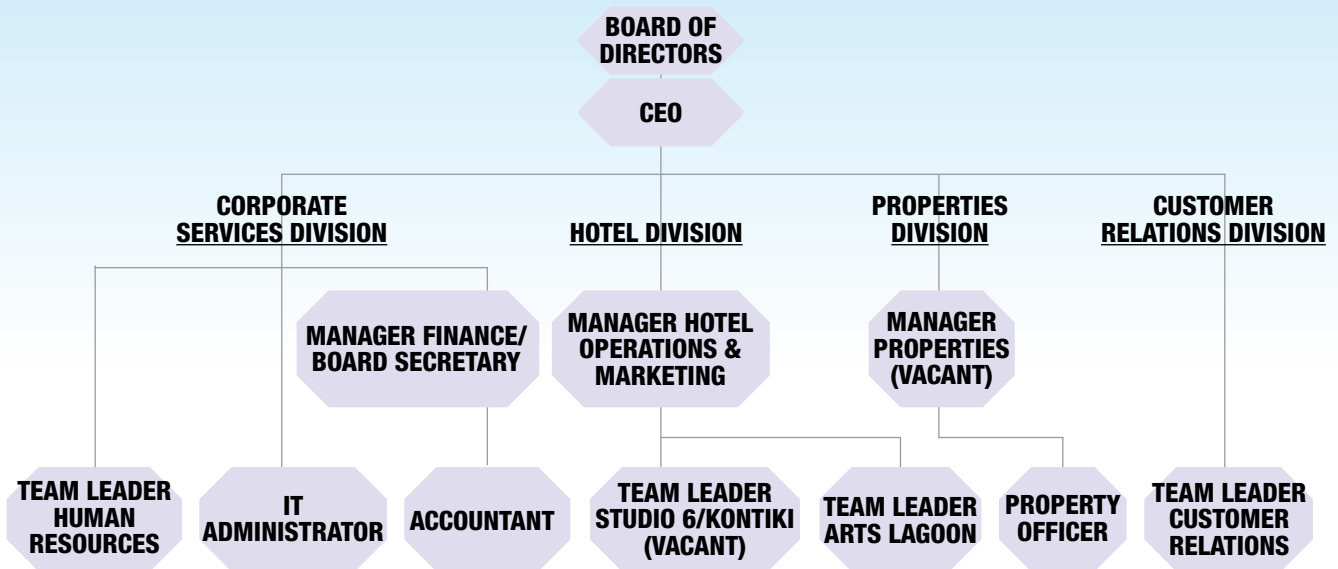 BOARD OF
DIRECTORS
CEO
CORPORATE
SERVICES DIVISION
HOTEL DIVISION
PROPERTIES
DIVISION
CUSTOMER
RELATIONS DIVISION
MANAGER FINANCE/
BOARD SECRETARY
MANAGER HOTEL
OPERATIONS &
MARKETING
MANAGER
PROPERTIES
(VACANT)
TEAM LEADER
HUMAN
RESOURCES
IT
ADMINISTRATOR
ACCOUNTANT
TEAM LEADER
STUDIO 6/KONTIKI
(VACANT)
TEAM LEADER
ARTS LAGOON
PROPERTY
OFFICER
TEAM LEADER
CUSTOMER
RELATIONS